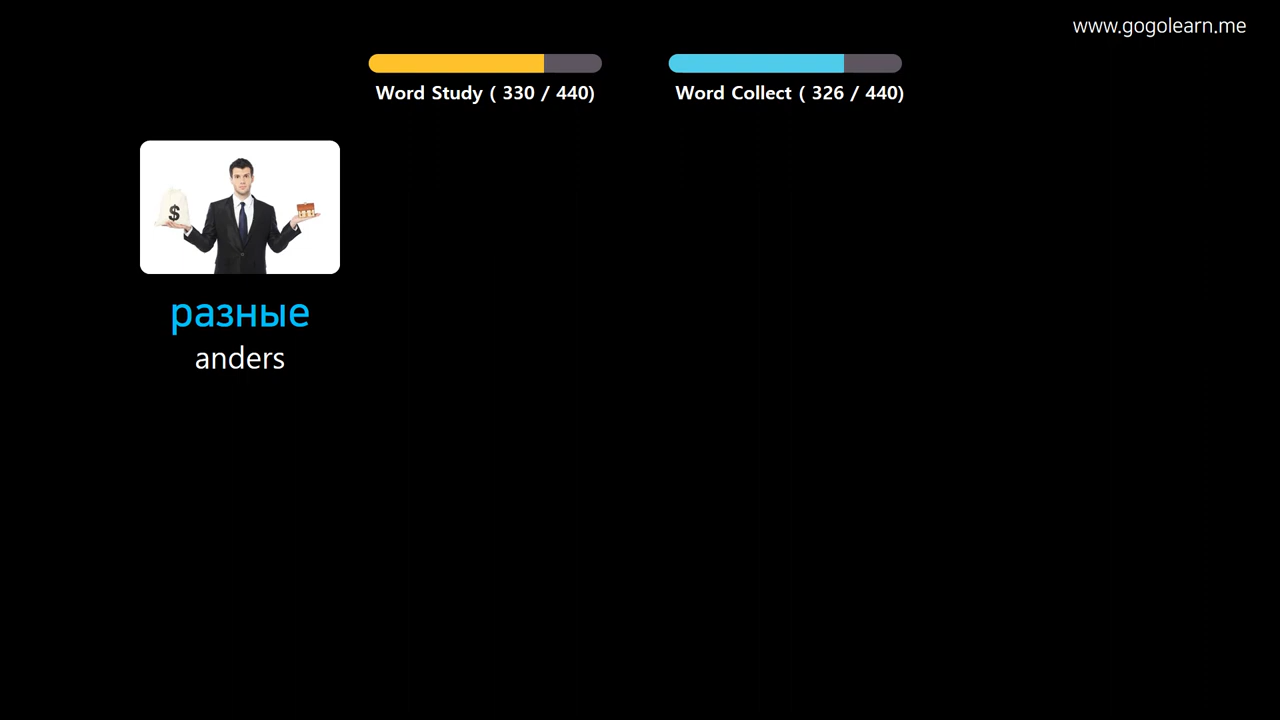 www.gogolearn.me
Word Study ( 330 / 440)
Word Collect ( 326 / 440)
$
разные
anders